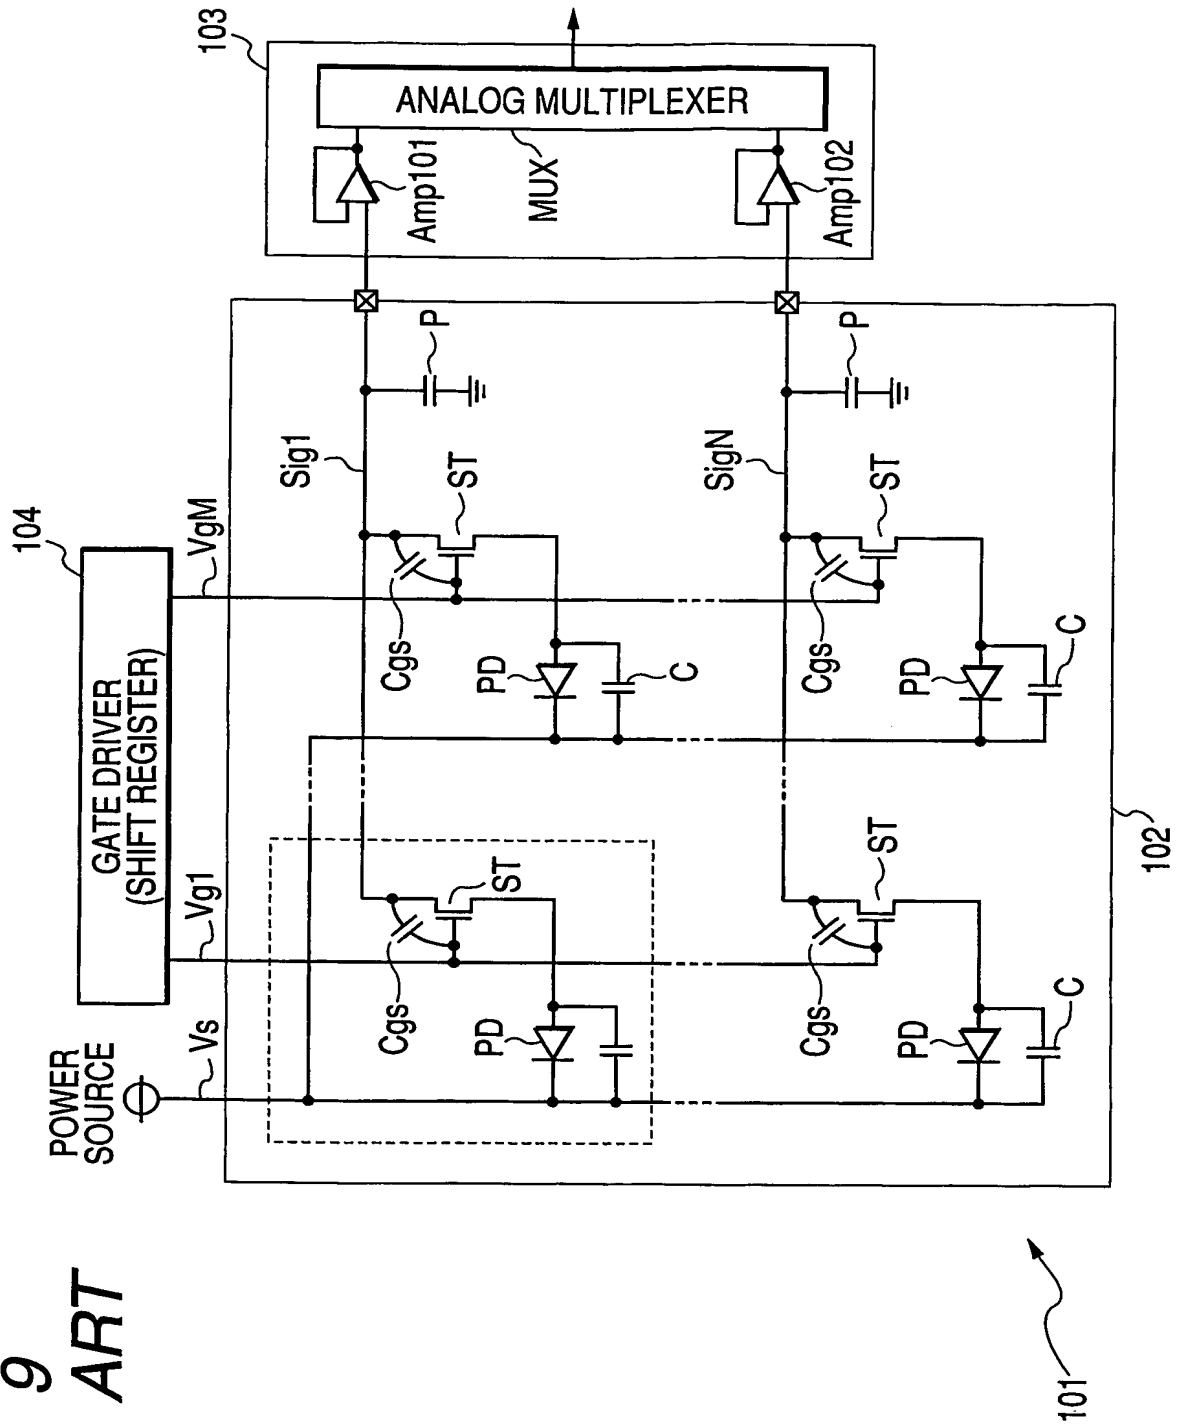 9
ART
101
POWER
SOURCE
Vs
GATE DRIVER
(SHIFT REGISTER)
104
Vg1
VgM
103
ANALOG MULTIPLEXER
MUX
Amp101
Amp102
Sig1
P
ST
Cgs
PD
C
ST
Cgs
PD
SigN
P
ST
Cgs
PD
C
ST
Cgs
PD
C
102